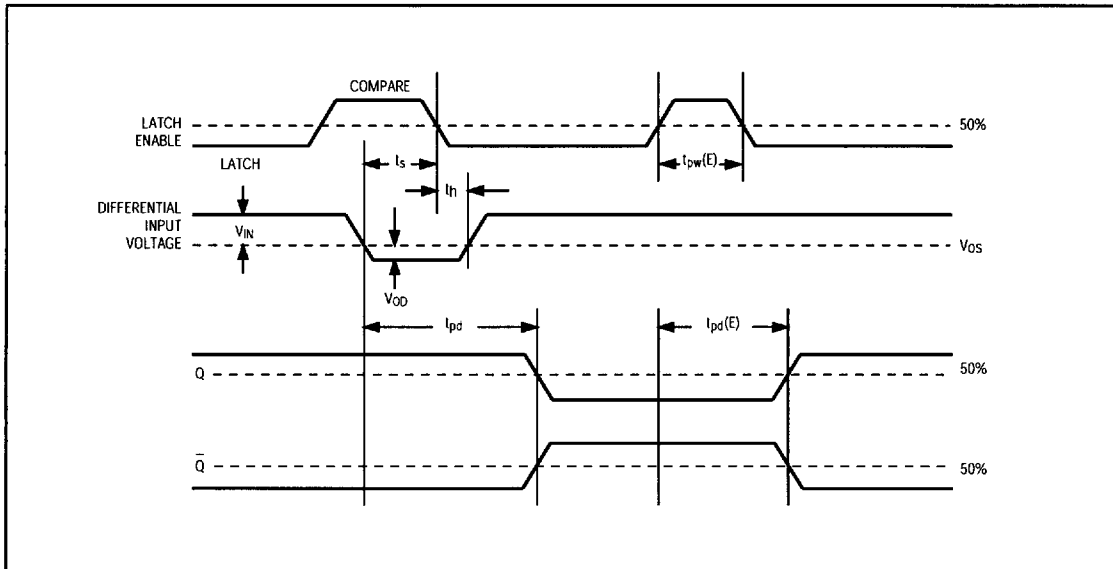 COMPARE
LATCH
ENABLE
50%
LATCH
ts
tpw(E)
th
DIFFERENTIAL
INPUT
VOLTAGE
VIN
VOS
VOD
tpd
tpd(E)
Q
50%
Q̅
50%